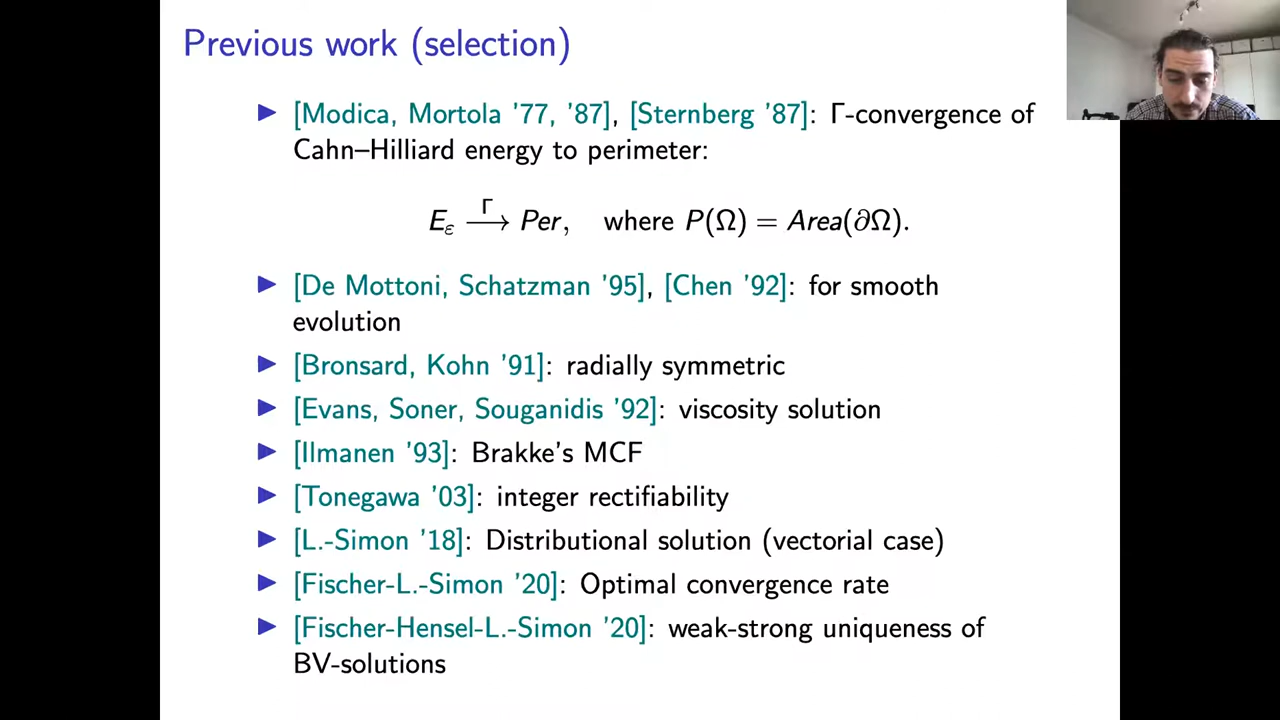 Previous work (selection)
▶ [Modica, Mortola '77, '87], [Sternberg '87]: Γ-convergence of
Cahn–Hilliard energy to perimeter:
E_ε —Γ→ Per, where P(Ω) = Area(∂Ω).
▶ [De Mottoni, Schatzman '95], [Chen '92]: for smooth
evolution
▶ [Bronsard, Kohn '91]: radially symmetric
▶ [Evans, Soner, Souganidis '92]: viscosity solution
▶ [Ilmanen '93]: Brakke's MCF
▶ [Tonegawa '03]: integer rectifiability
▶ [L.-Simon '18]: Distributional solution (vectorial case)
▶ [Fischer-L.-Simon '20]: Optimal convergence rate
▶ [Fischer-Hensel-L.-Simon '20]: weak-strong uniqueness of
BV-solutions